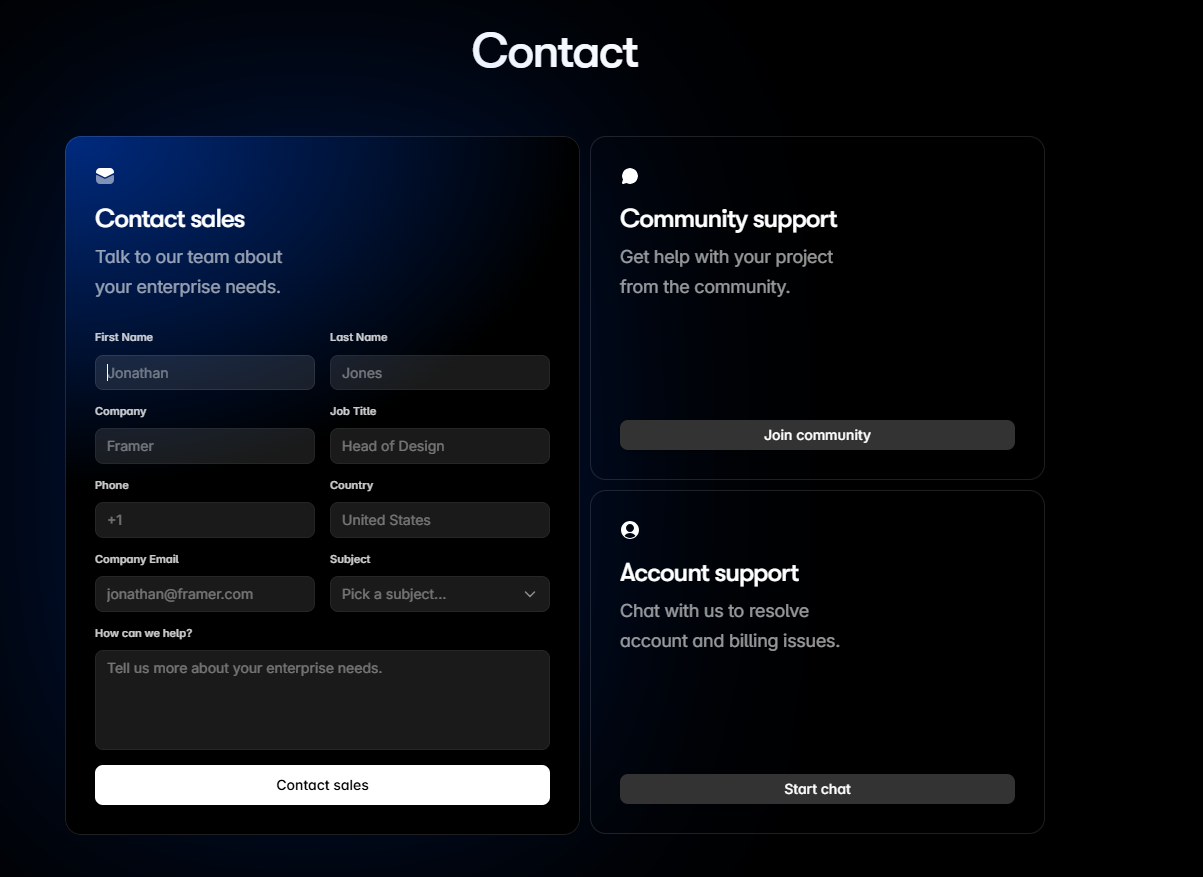 Contact
Contact sales
Talk to our team about
your enterprise needs.
First Name
Last Name
Jonathan
Jones
Company
Job Title
Framer
Head of Design
Phone
Country
+1
United States
Company Email
Subject
jonathan@framer.com
Pick a subject...
How can we help?
Tell us more about your enterprise needs.
Contact sales
Community support
Get help with your project
from the community.
Join community
Account support
Chat with us to resolve
account and billing issues.
Start chat